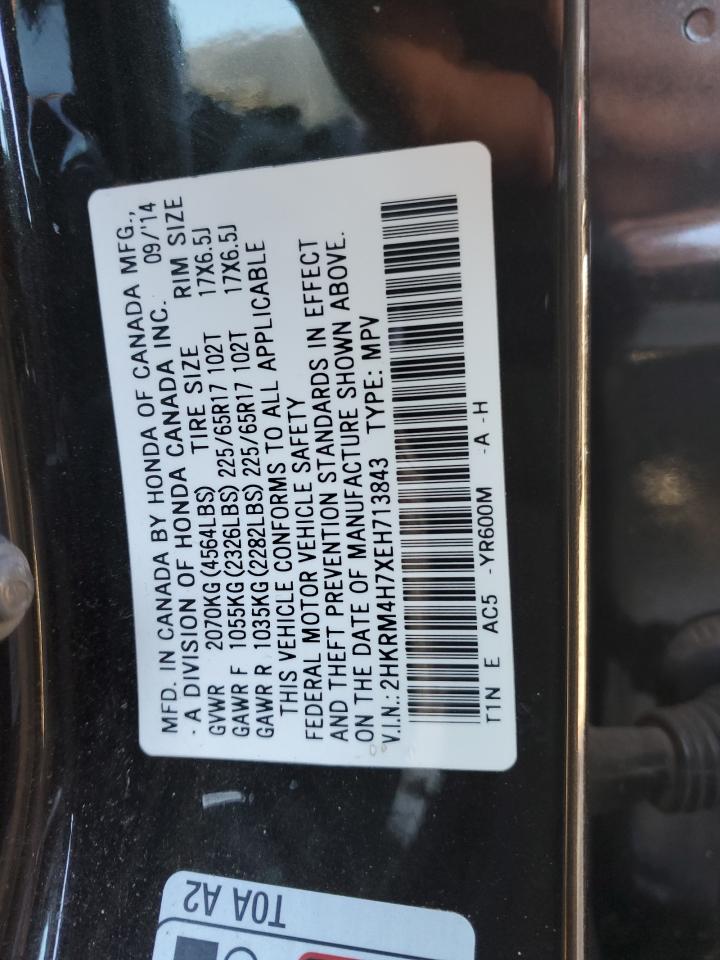 MFD. IN CANADA BY HONDA OF CANADA MFG.,
- A DIVISION OF HONDA CANADA INC. 09/'14
TIRE SIZE RIM SIZE
GVWR 2070KG (4564LBS)
GAWR F 1055KG (2326LBS) 225/65R17 102T 17X6.5J
GAWR R 1035KG (2282LBS) 225/65R17 102T 17X6.5J
THIS VEHICLE CONFORMS TO ALL APPLICABLE
FEDERAL MOTOR VEHICLE SAFETY
AND THEFT PREVENTION STANDARDS IN EFFECT
ON THE DATE OF MANUFACTURE SHOWN ABOVE.
V.I.N.: 2HKRM4H7XEH713843 TYPE: MPV
T1N E AC5 -YR600M -A -H
T0A A2